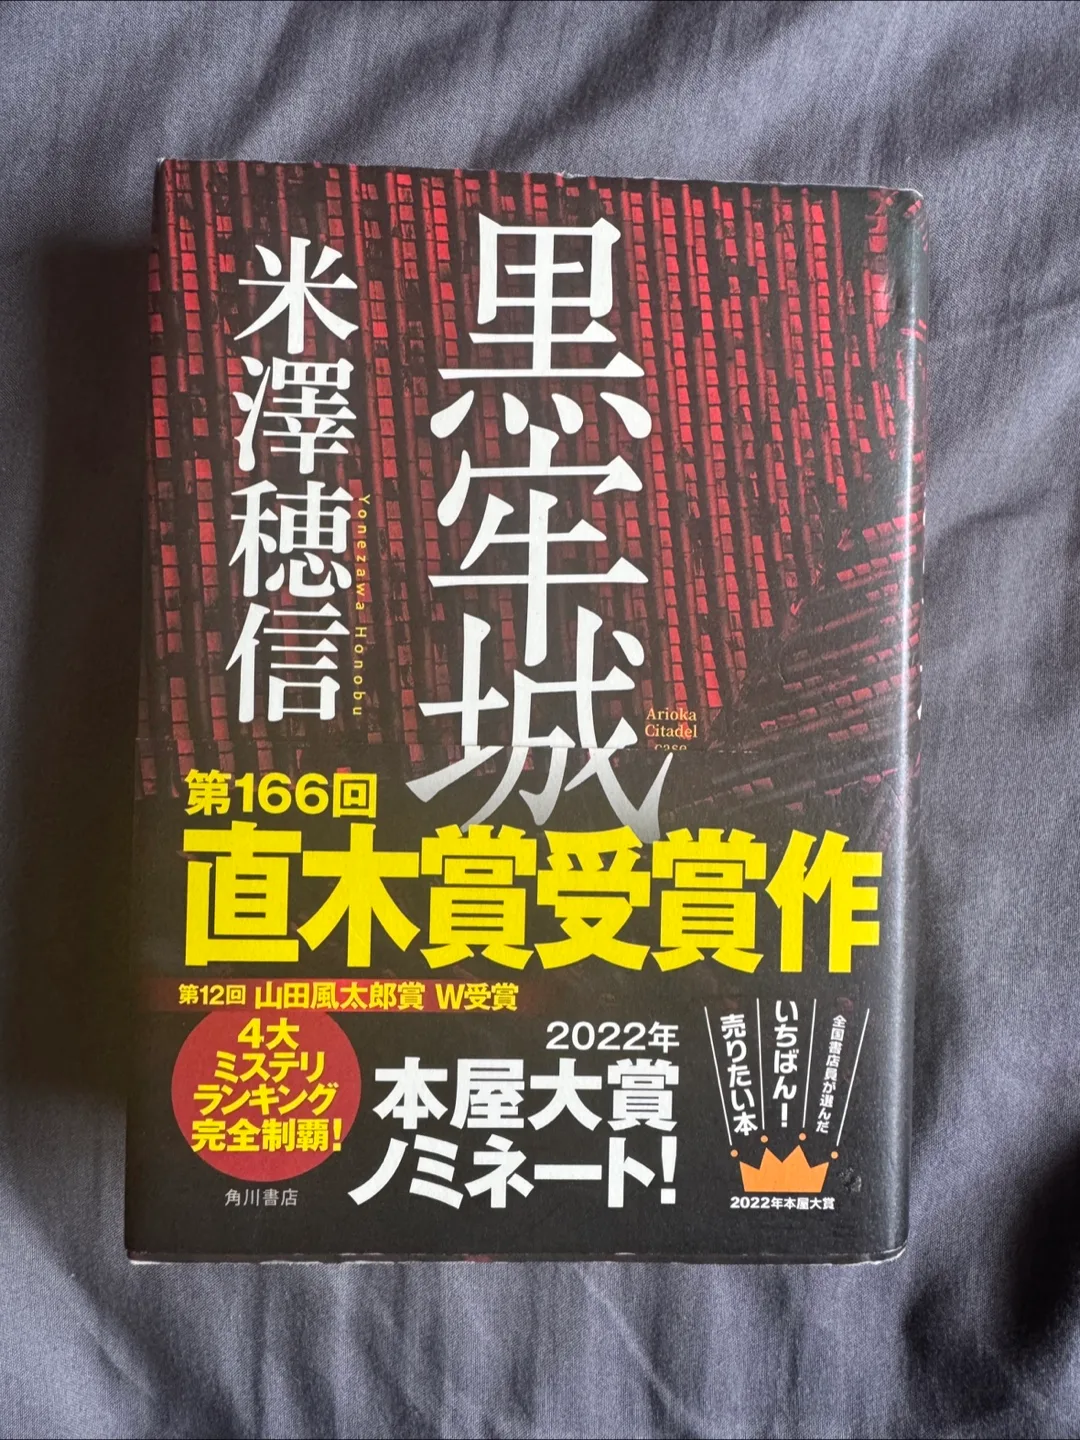 黒牢城
Arioka
Citadel
case
米澤穂信
Yonezawa Honobu
第166回
直木賞受賞作
第12回 山田風太郎賞 W受賞
4大
ミステリ
ランキング
完全制覇!
角川書店
2022年
本屋大賞
ノミネート!
全国書店員が選んだ
いちばん!
売りたい本
2022年本屋大賞